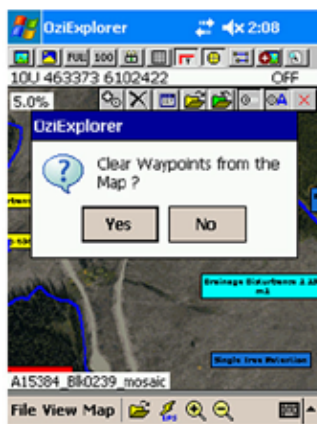 OziExplorer 2:08
FUL 100
10U 463373 6102422 OFF
5.0%
OziExplorer
Clear Waypoints from the
Map ?
Yes No
Drainage Disturbance
Single Tree Retention
A15384_Blk0239_mosaic
File View Map GPS